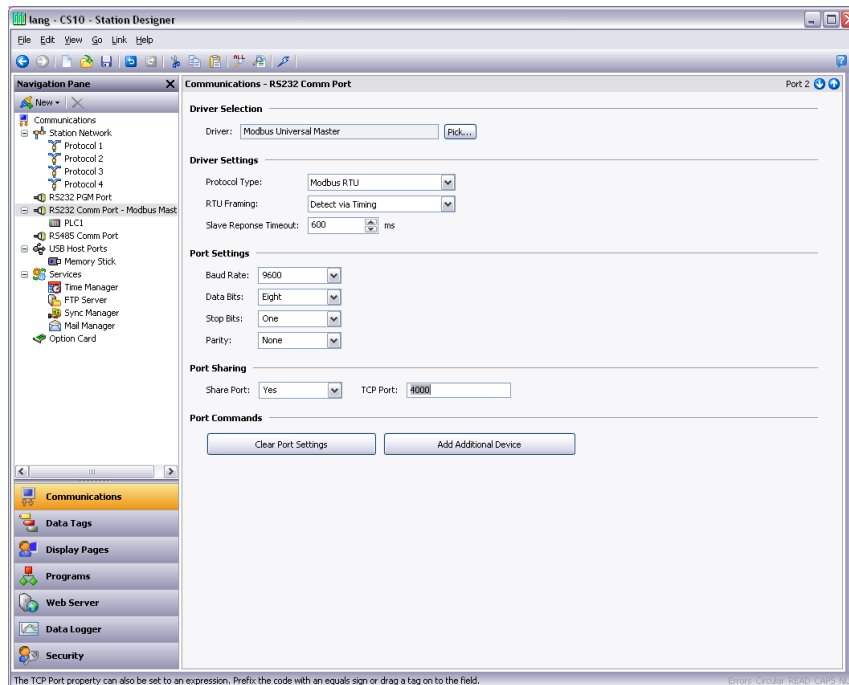 lang - CS10 - Station Designer
File Edit View Go Link Help
Navigation Pane
New
Communications
Station Network
Protocol 1
Protocol 2
Protocol 3
Protocol 4
RS232 PGM Port
RS232 Comm Port - Modbus Mast
PLC1
RS485 Comm Port
USB Host Ports
Memory Stick
Services
Time Manager
FTP Server
Sync Manager
Mail Manager
Option Card
Communications
Data Tags
Display Pages
Programs
Web Server
Data Logger
Security
Communications - RS232 Comm Port
Port 2
Driver Selection
Driver: Modbus Universal Master Pick...
Driver Settings
Protocol Type: Modbus RTU
RTU Framing: Detect via Timing
Slave Reponse Timeout: 600 ms
Port Settings
Baud Rate: 9600
Data Bits: Eight
Stop Bits: One
Parity: None
Port Sharing
Share Port: Yes TCP Port: 4000
Port Commands
Clear Port Settings Add Additional Device
The TCP Port property can also be set to an expression. Prefix the code with an equals sign or drag a tag on to the field.
Errors Circular READ CAPS NU